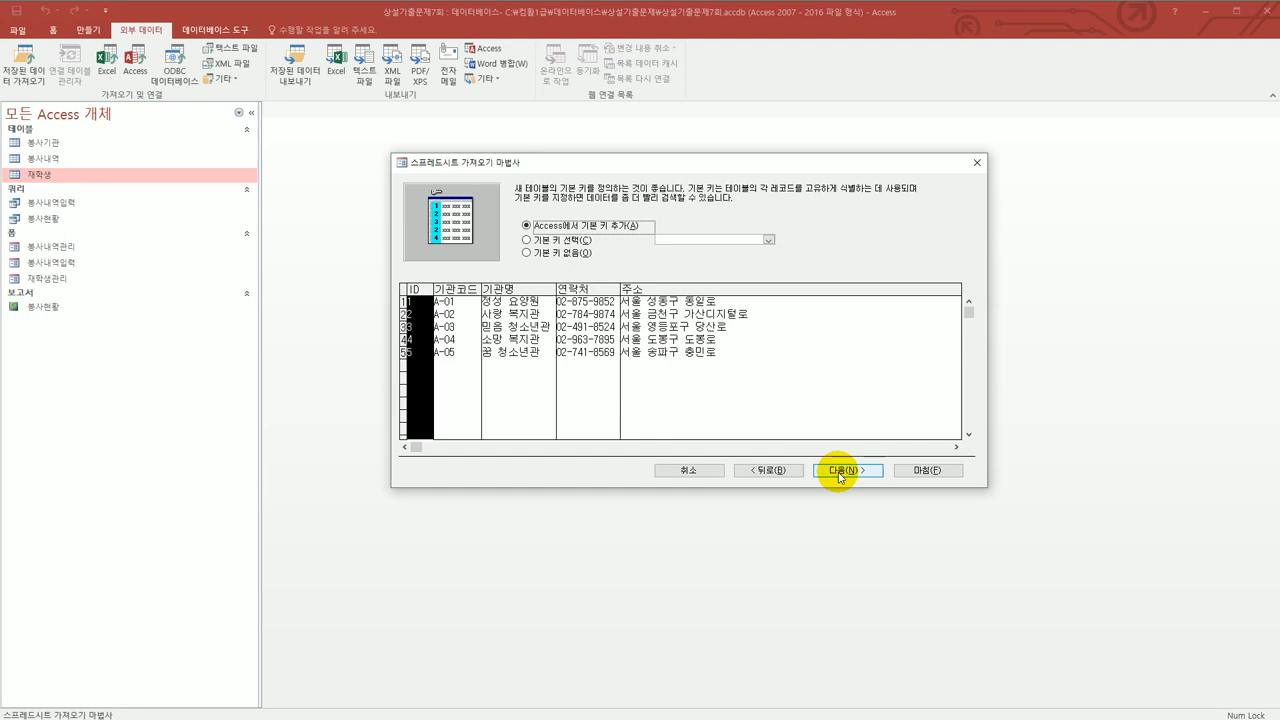 상설기출문제7회 : 데이터베이스- C:₩컴활1급₩데이터베이스₩상설기출문제₩상설기출문제7회.accdb (Access 2007 - 2016 파일 형식) - Access
파일 홈 만들기 외부 데이터 데이터베이스 도구 수행할 작업을 알려 주세요.
저장된 데이터 가져오기
연결 테이블 관리자
Excel
Access
ODBC 데이터베이스
텍스트 파일
XML 파일
기타
가져오기 및 연결
저장된 데이터 내보내기
Excel
텍스트 파일
XML 파일
PDF/XPS
전자 메일
Access
Word 병합(W)
기타
내보내기
온라인으로 작업
동기화
변경 내용 취소
목록 데이터 캐시
목록 다시 연결
웹 연결 목록
모든 Access 개체
테이블
봉사기관
봉사내역
재학생
쿼리
봉사내역입력
봉사현황
폼
봉사내역관리
봉사내역입력
재학생관리
보고서
봉사현황
스프레드시트 가져오기 마법사
새 테이블의 기본 키를 정의하는 것이 좋습니다. 기본 키는 테이블의 각 레코드를 고유하게 식별하는 데 사용되며
기본 키를 지정하면 데이터를 좀 더 빨리 검색할 수 있습니다.
Access에서 기본 키 추가(A)
기본 키 선택(C)
기본 키 없음(O)
ID 기관코드 기관명 연락처 주소
1 1 A-01 정성 요양원 02-875-9852 서울 성동구 동일로
2 2 A-02 사랑 복지관 02-784-9874 서울 금천구 가산디지털로
3 3 A-03 믿음 청소년관 02-491-8524 서울 영등포구 당산로
4 4 A-04 소망 복지관 02-963-7895 서울 도봉구 도봉로
5 5 A-05 꿈 청소년관 02-741-8569 서울 송파구 충민로
취소 < 뒤로(B) 다음(N) > 마침(F)
스프레드시트 가져오기 마법사
Num Lock